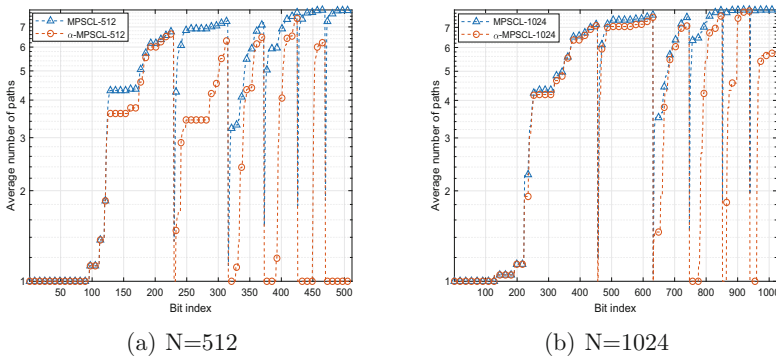 8
7
6
5
4
3
2
1
Average number of paths
MPSCL-512
α-MPSCL-512
50 100 150 200 250 300 350 400 450 500
Bit index
(a) N=512
8
7
6
5
4
3
2
1
Average number of paths
MPSCL-1024
α-MPSCL-1024
100 200 300 400 500 600 700 800 900 1000
Bit index
(b) N=1024